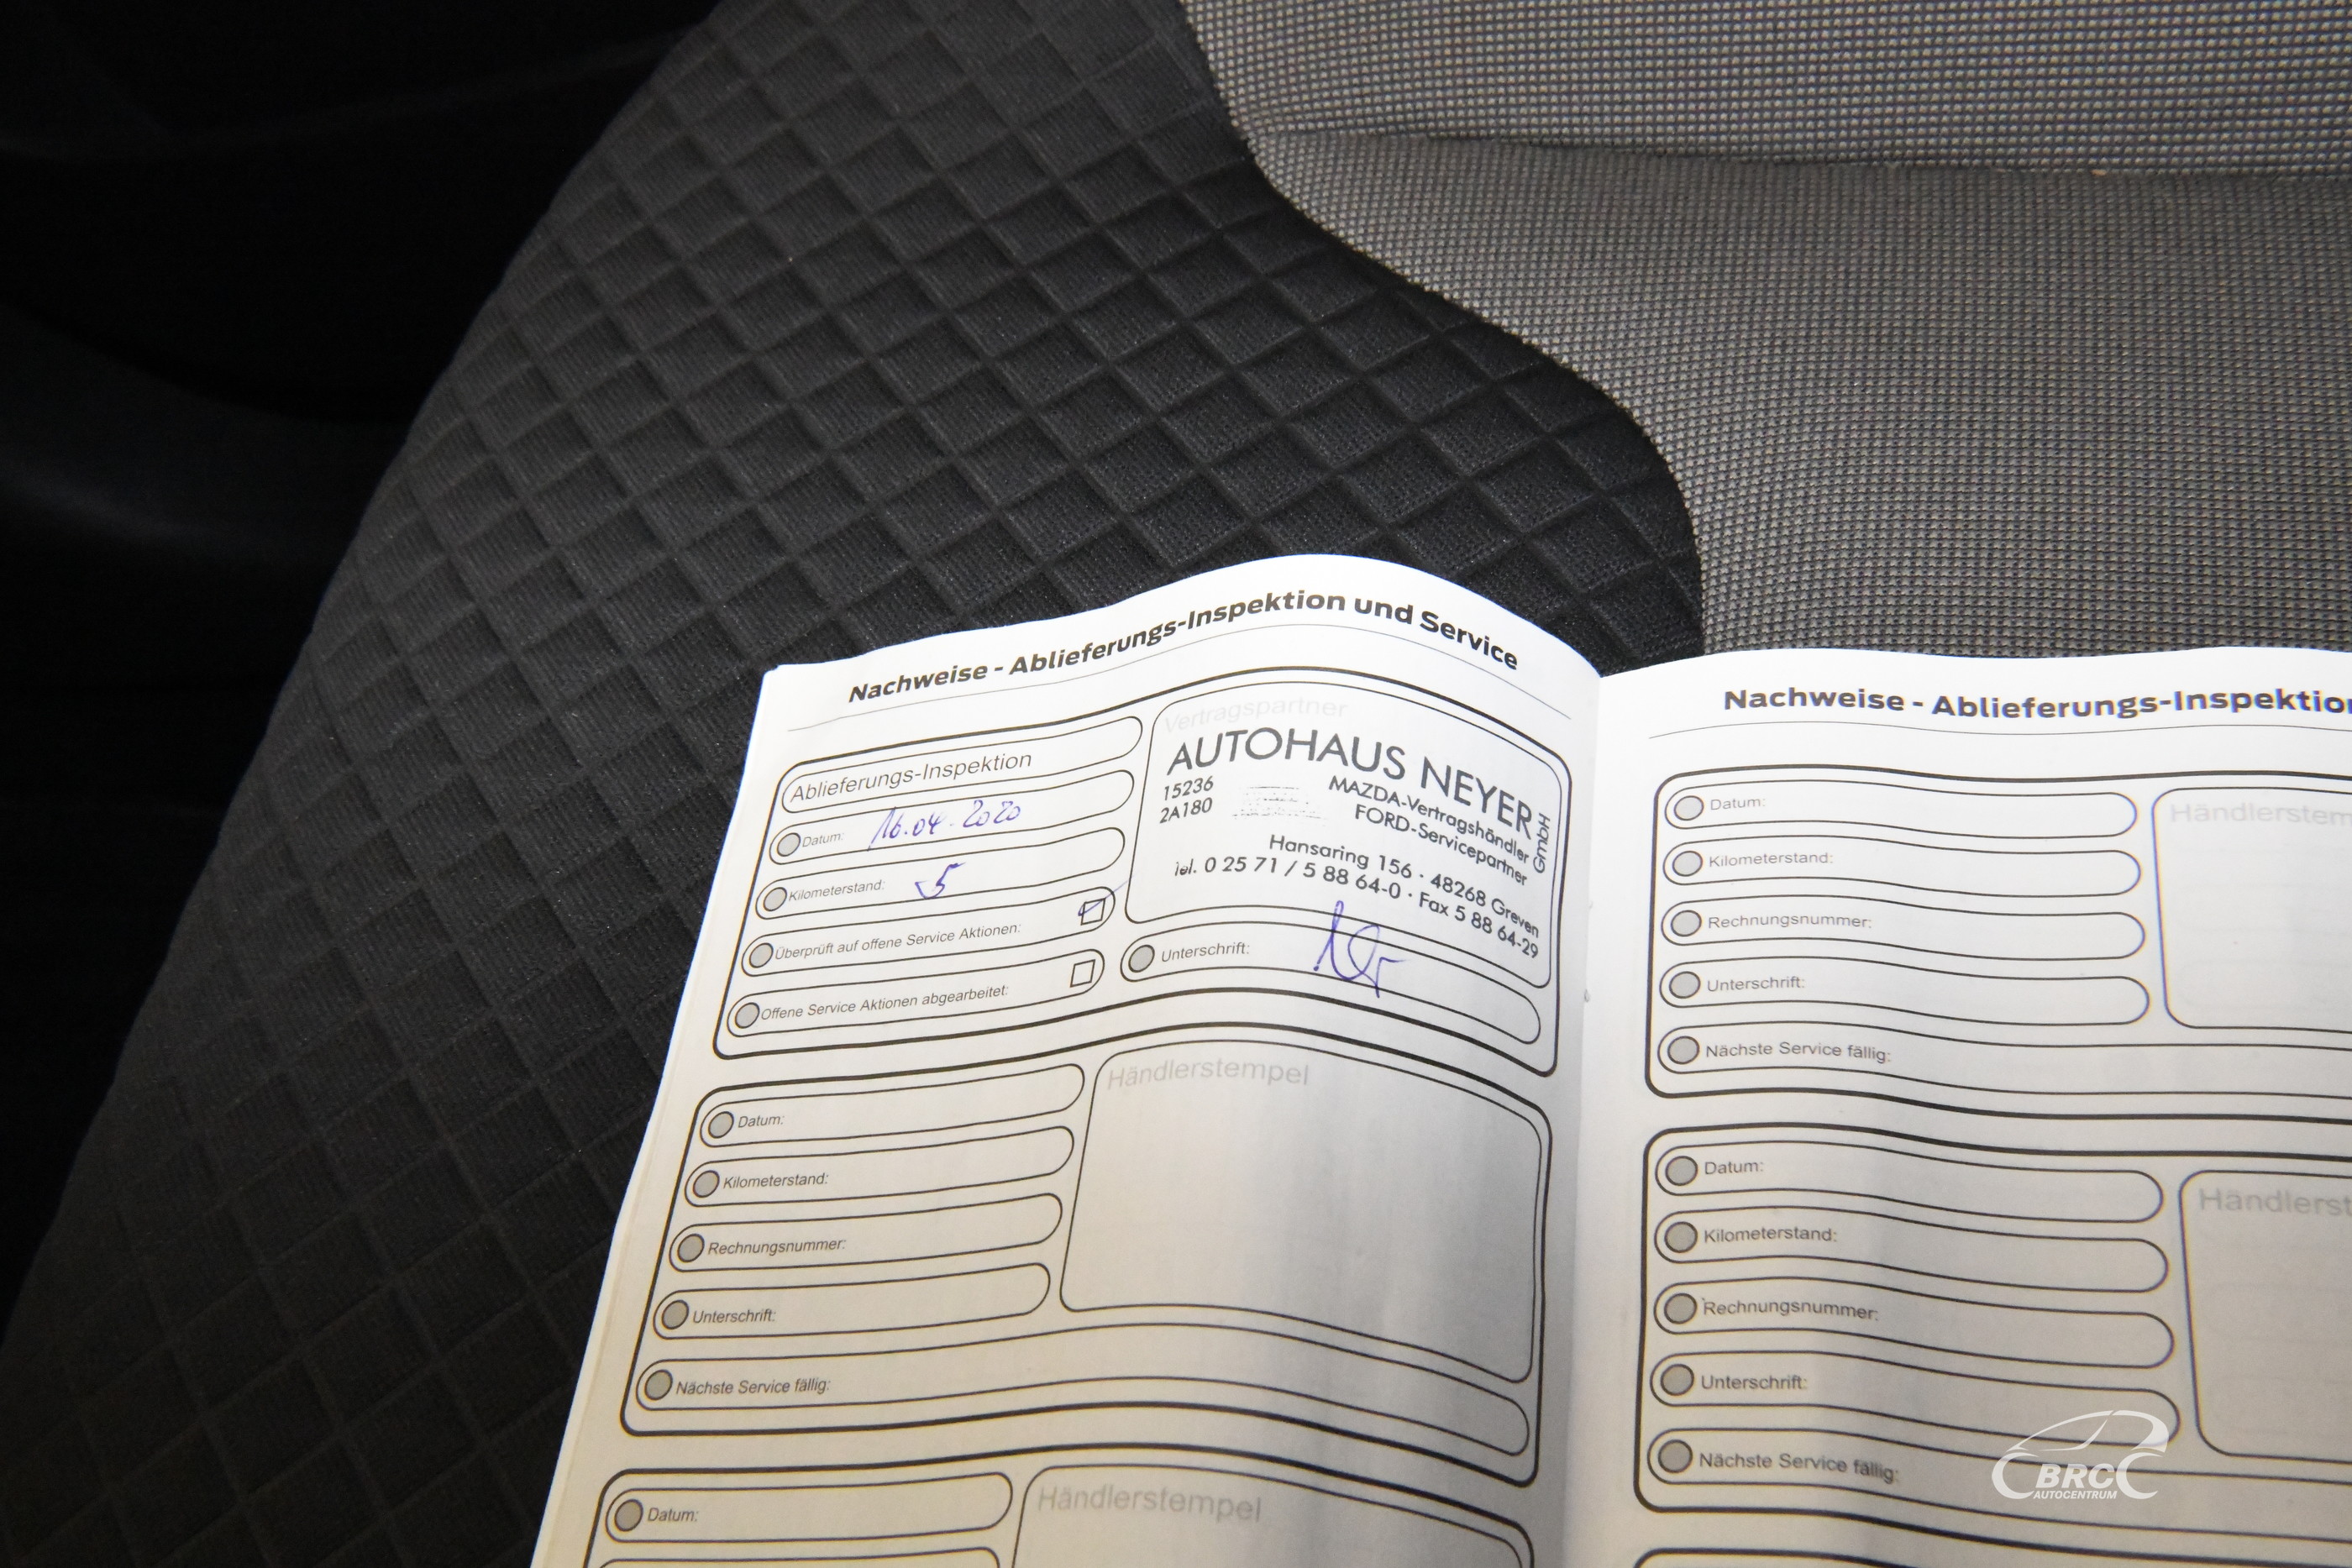 Nachweise - Ablieferungs-Inspektion und Service
Ablieferungs-Inspektion
Datum: 16.04.2020
Kilometerstand: 5
Überprüft auf offene Service Aktionen:
Offene Service Aktionen abgearbeitet:
Vertragspartner
AUTOHAUS NEYER GmbH
15236
2A180
MAZDA-Vertragshändler
FORD-Servicepartner
Hansaring 156 · 48268 Greven
Tel. 0 25 71 / 5 88 64-0 · Fax 5 88 64-29
Unterschrift:
Datum:
Kilometerstand:
Rechnungsnummer:
Unterschrift:
Nächste Service fällig:
Händlerstempel
Datum:
Händlerstempel
Nachweise - Ablieferungs-Inspektio
Datum:
Kilometerstand:
Rechnungsnummer:
Unterschrift:
Nächste Service fällig:
Händlerstem
Datum:
Kilometerstand:
Rechnungsnummer:
Unterschrift:
Nächste Service fällig:
Händlerst
BRC
AUTOCENTRUM